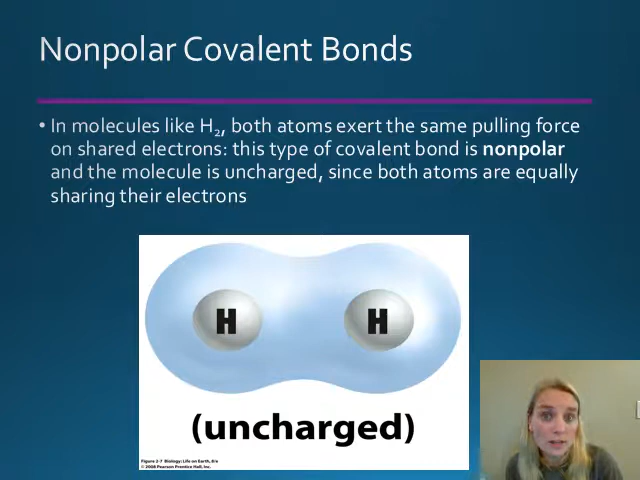 Nonpolar Covalent Bonds
• In molecules like H₂, both atoms exert the same pulling force
on shared electrons: this type of covalent bond is nonpolar
and the molecule is uncharged, since both atoms are equally
sharing their electrons
H H
(uncharged)
Figure 2-7 Biology: Life on Earth, 8/e
© 2008 Pearson Prentice Hall, Inc.